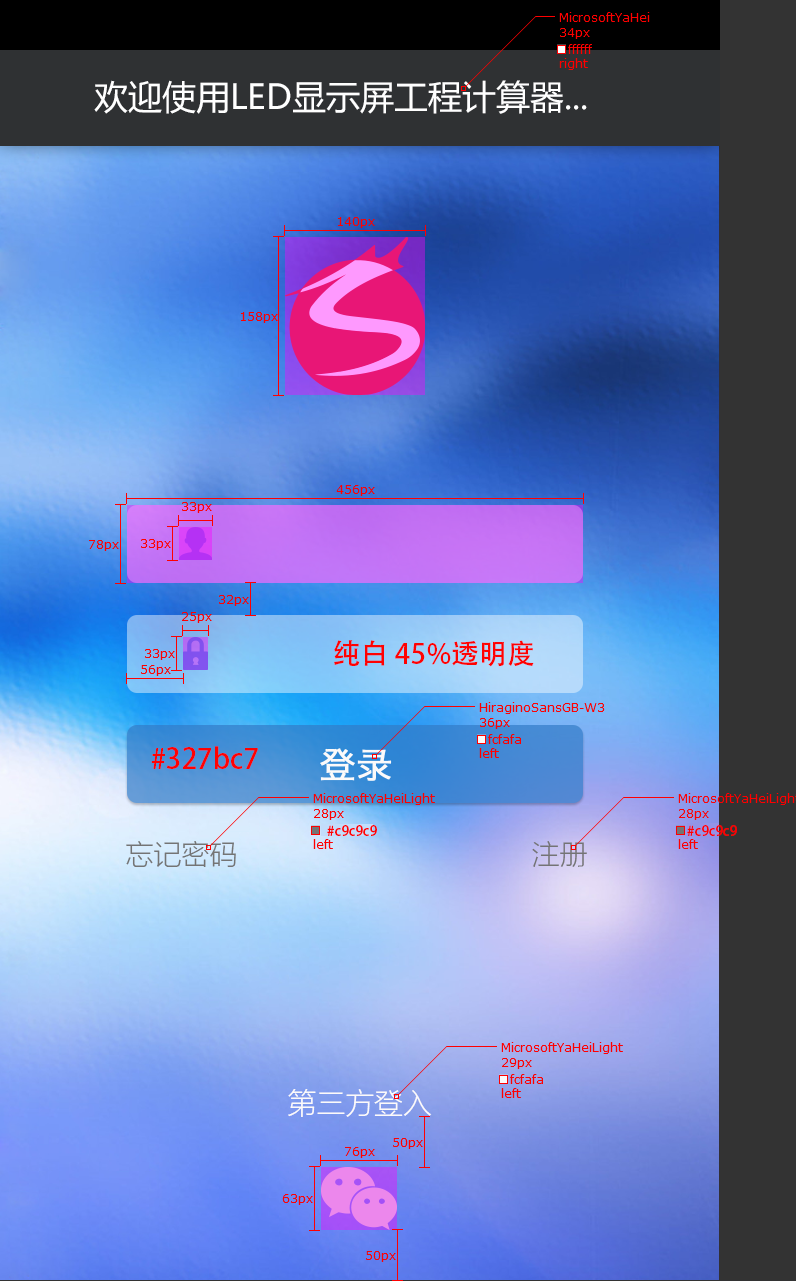 MicrosoftYaHei
34px
ffffff
right
欢迎使用LED显示屏工程计算器...
140px
158px
456px
33px
78px
33px
32px
25px
33px
56px
纯白 45%透明度
HiraginoSansGB-W3
36px
fcfafa
left
#327bc7
登录
MicrosoftYaHeiLight
28px
#c9c9c9
left
MicrosoftYaHeiLigh
28px
#c9c9c9
left
忘记密码
注册
MicrosoftYaHeiLight
29px
fcfafa
left
第三方登入
50px
76px
63px
50px